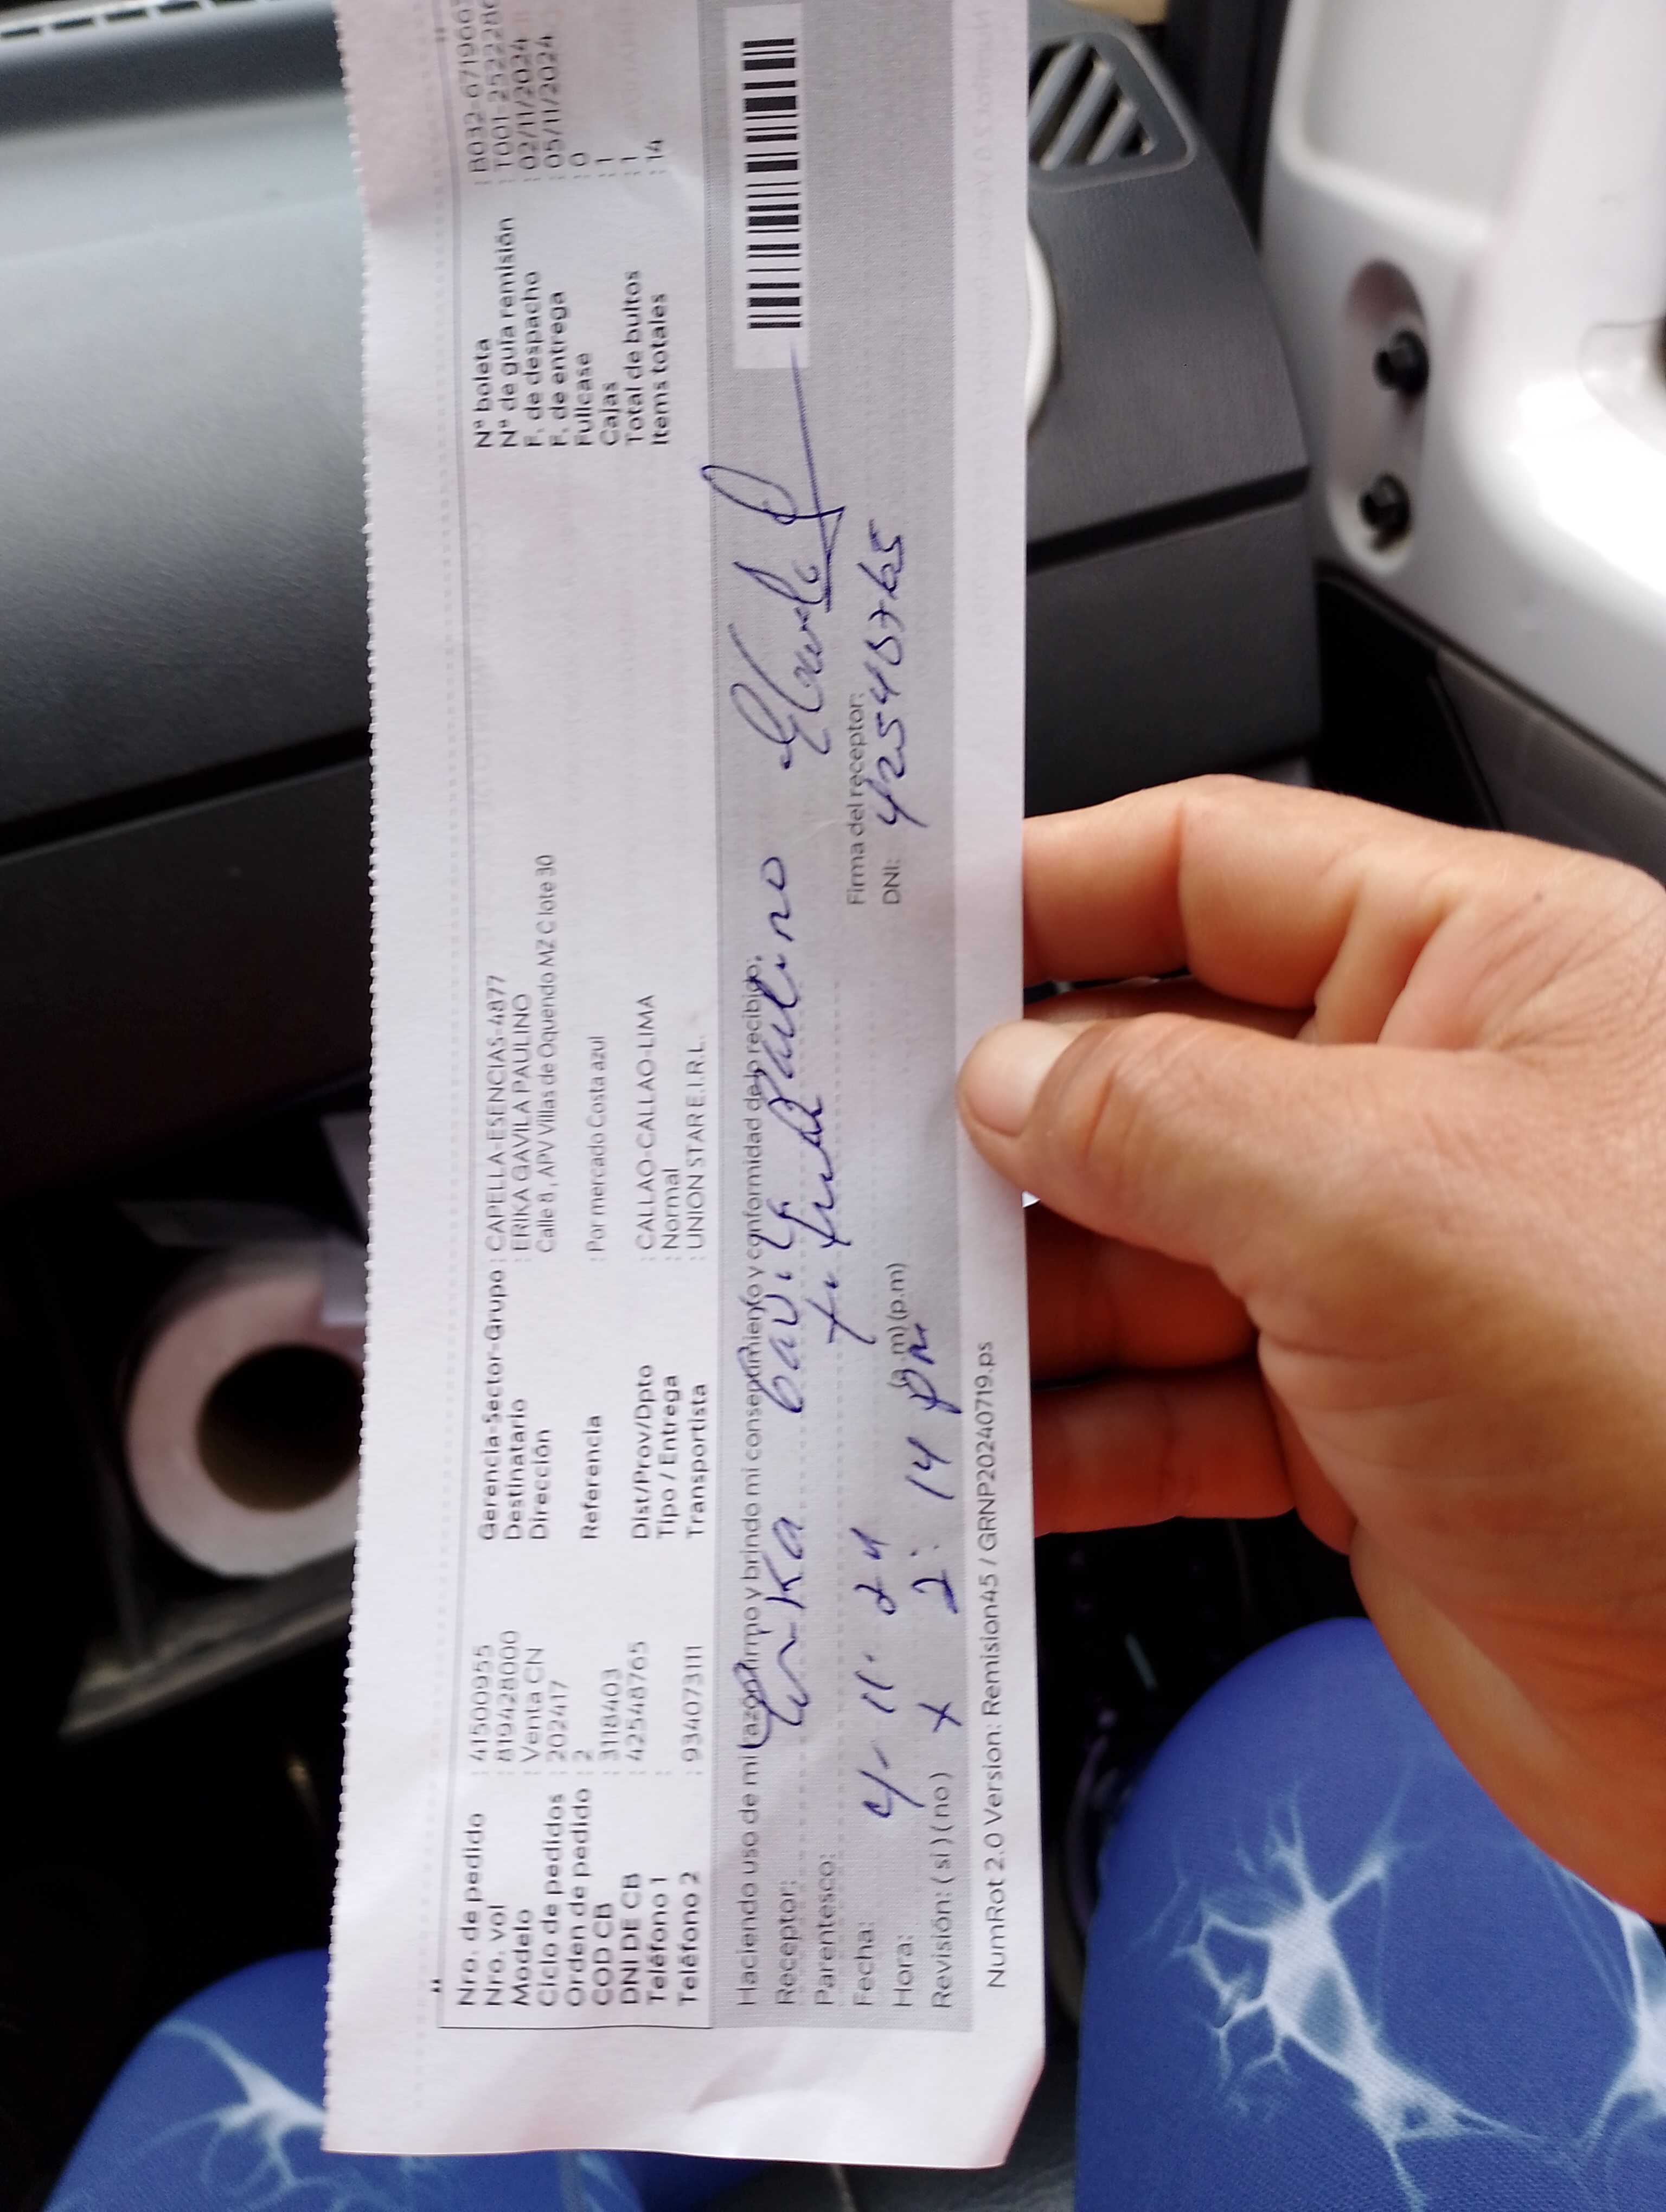 Nro. de pedido : 41500955
Nro. vol : 819428000
Modelo : Venta CN
Ciclo de pedidos : 202417
Orden de pedido : 2
COD CB : 3118403
DNI DE CB : 42548765
Teléfono 1 :
Teléfono 2 : 934073111
Gerencia-Sector-Grupo : CAPELLA-ESENCIAS-4877
Destinatario : ERIKA GAVILA PAULINO
Dirección Calle 8, APV Villas de Oquendo MZ C lote 30
Referencia : Por mercado Costa azul
Dist/Prov/Dpto : CALLAO-CALLAO-LIMA
Tipo / Entrega : Normal
Transportista : UNION STAR E.I.R.L.
Nº boleta : B032-071960
Nº de guía remisión : T001-2522280
F. de despacho : 02/11/2024
F. de entrega : 05/11/2024
Fullcase : 0
Cajas : 1
Total de bultos : 1
Items totales : 14
Haciendo uso de mi razón firmo y brindo mi consentimiento y conformidad de lo recibido;
Receptor: Erika Gavila Paulino
Parentesco: titular
Fecha: 4-11-24
Hora: 2:14 pm (a.m) (p.m)
Revisión: ( si ) ( no ) x
Firma del receptor:
DNI: 42548765
NumRot 2.0 Version: Remision45 / GRNP20240719.ps